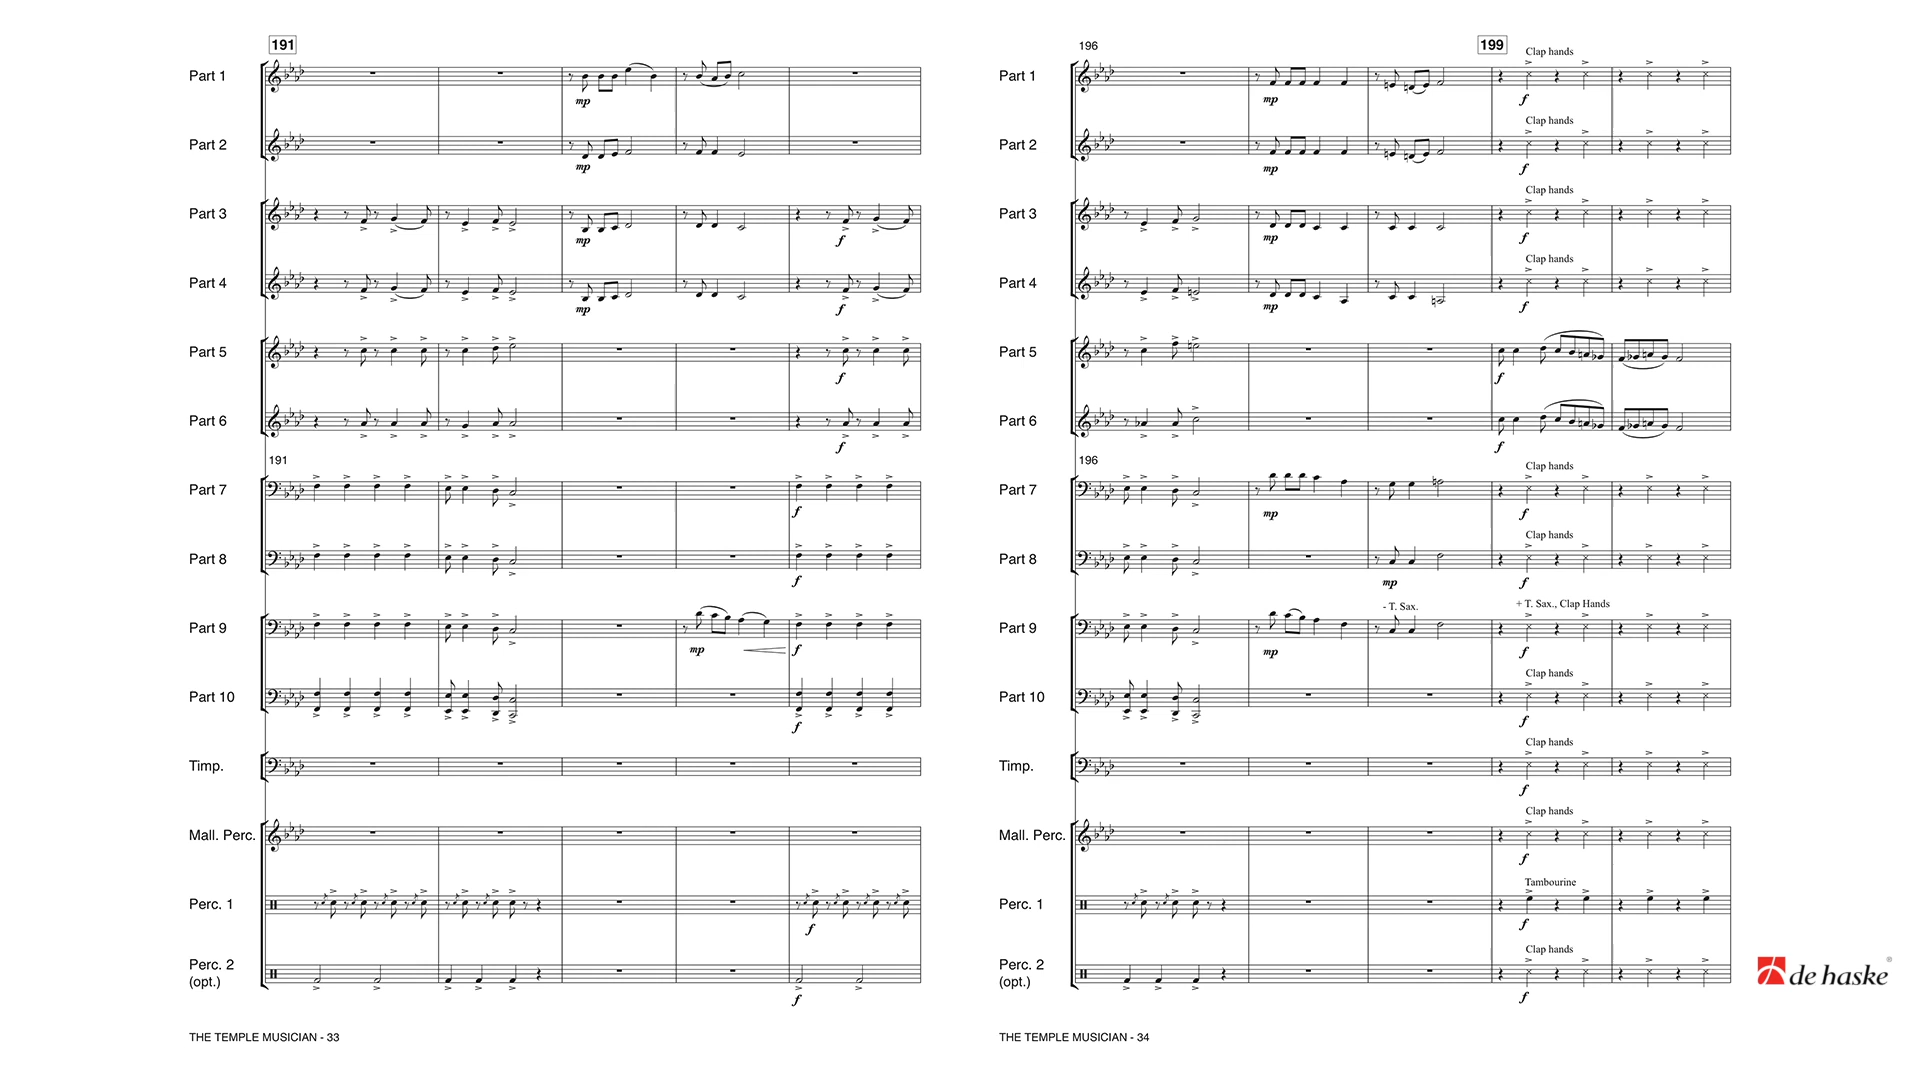 191
Part 1
mp
Part 2
mp
Part 3
mp
f
Part 4
mp
f
Part 5
f
Part 6
f
191
Part 7
f
Part 8
f
Part 9
mp
f
Part 10
f
Timp.
Mall. Perc.
Perc. 1
f
Perc. 2
(opt.)
f
THE TEMPLE MUSICIAN - 33
196
199
Clap hands
Part 1
mp
f
Clap hands
Part 2
mp
f
Clap hands
Part 3
mp
f
Clap hands
Part 4
mp
f
Part 5
f
Part 6
f
196
Clap hands
Part 7
mp
f
Clap hands
Part 8
mp
f
- T. Sax.
+ T. Sax., Clap Hands
Part 9
mp
f
Clap hands
Part 10
f
Clap hands
Timp.
f
Clap hands
Mall. Perc.
f
Tambourine
Perc. 1
f
Clap hands
Perc. 2
(opt.)
f
THE TEMPLE MUSICIAN - 34
de haske®